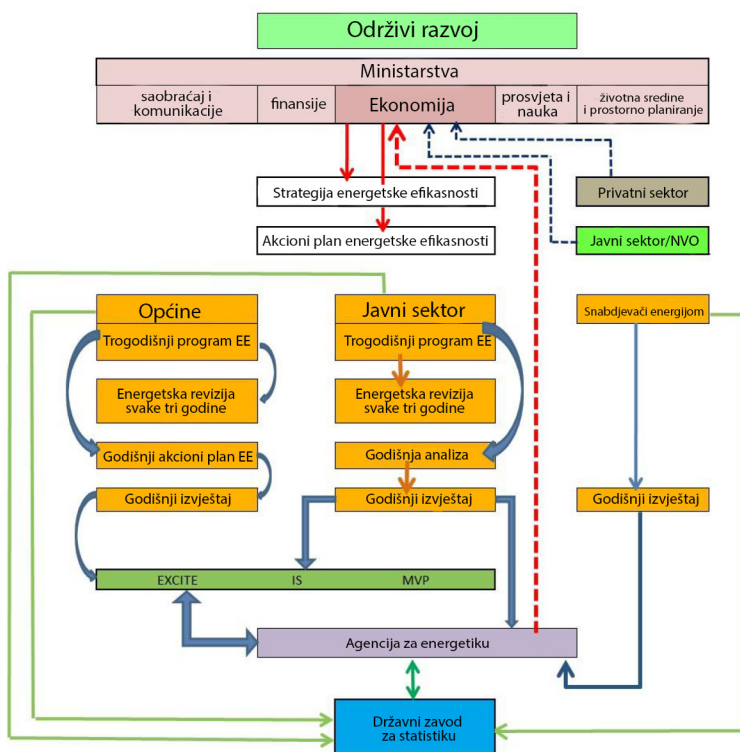 Održivi razvoj
Ministarstva
saobraćaj i
komunikacije
finansije
Ekonomija
prosvjeta i
nauka
životna sredine
i prostorno planiranje
Strategija energetske efikasnosti
Privatni sektor
Akcioni plan energetske efikasnosti
Javni sektor/NVO
Općine
Trogodišnji program EE
Energetska revizija
svake tri godine
Godišnji akcioni plan EE
Godišnji izvještaj
Javni sektor
Trogodišnji program EE
Energetska revizija
svake tri godine
Godišnja analiza
Godišnji izvještaj
Snabdjevači energijom
Godišnji izvještaj
EXCITE IS MVP
Agencija za energetiku
Državni zavod
za statistiku